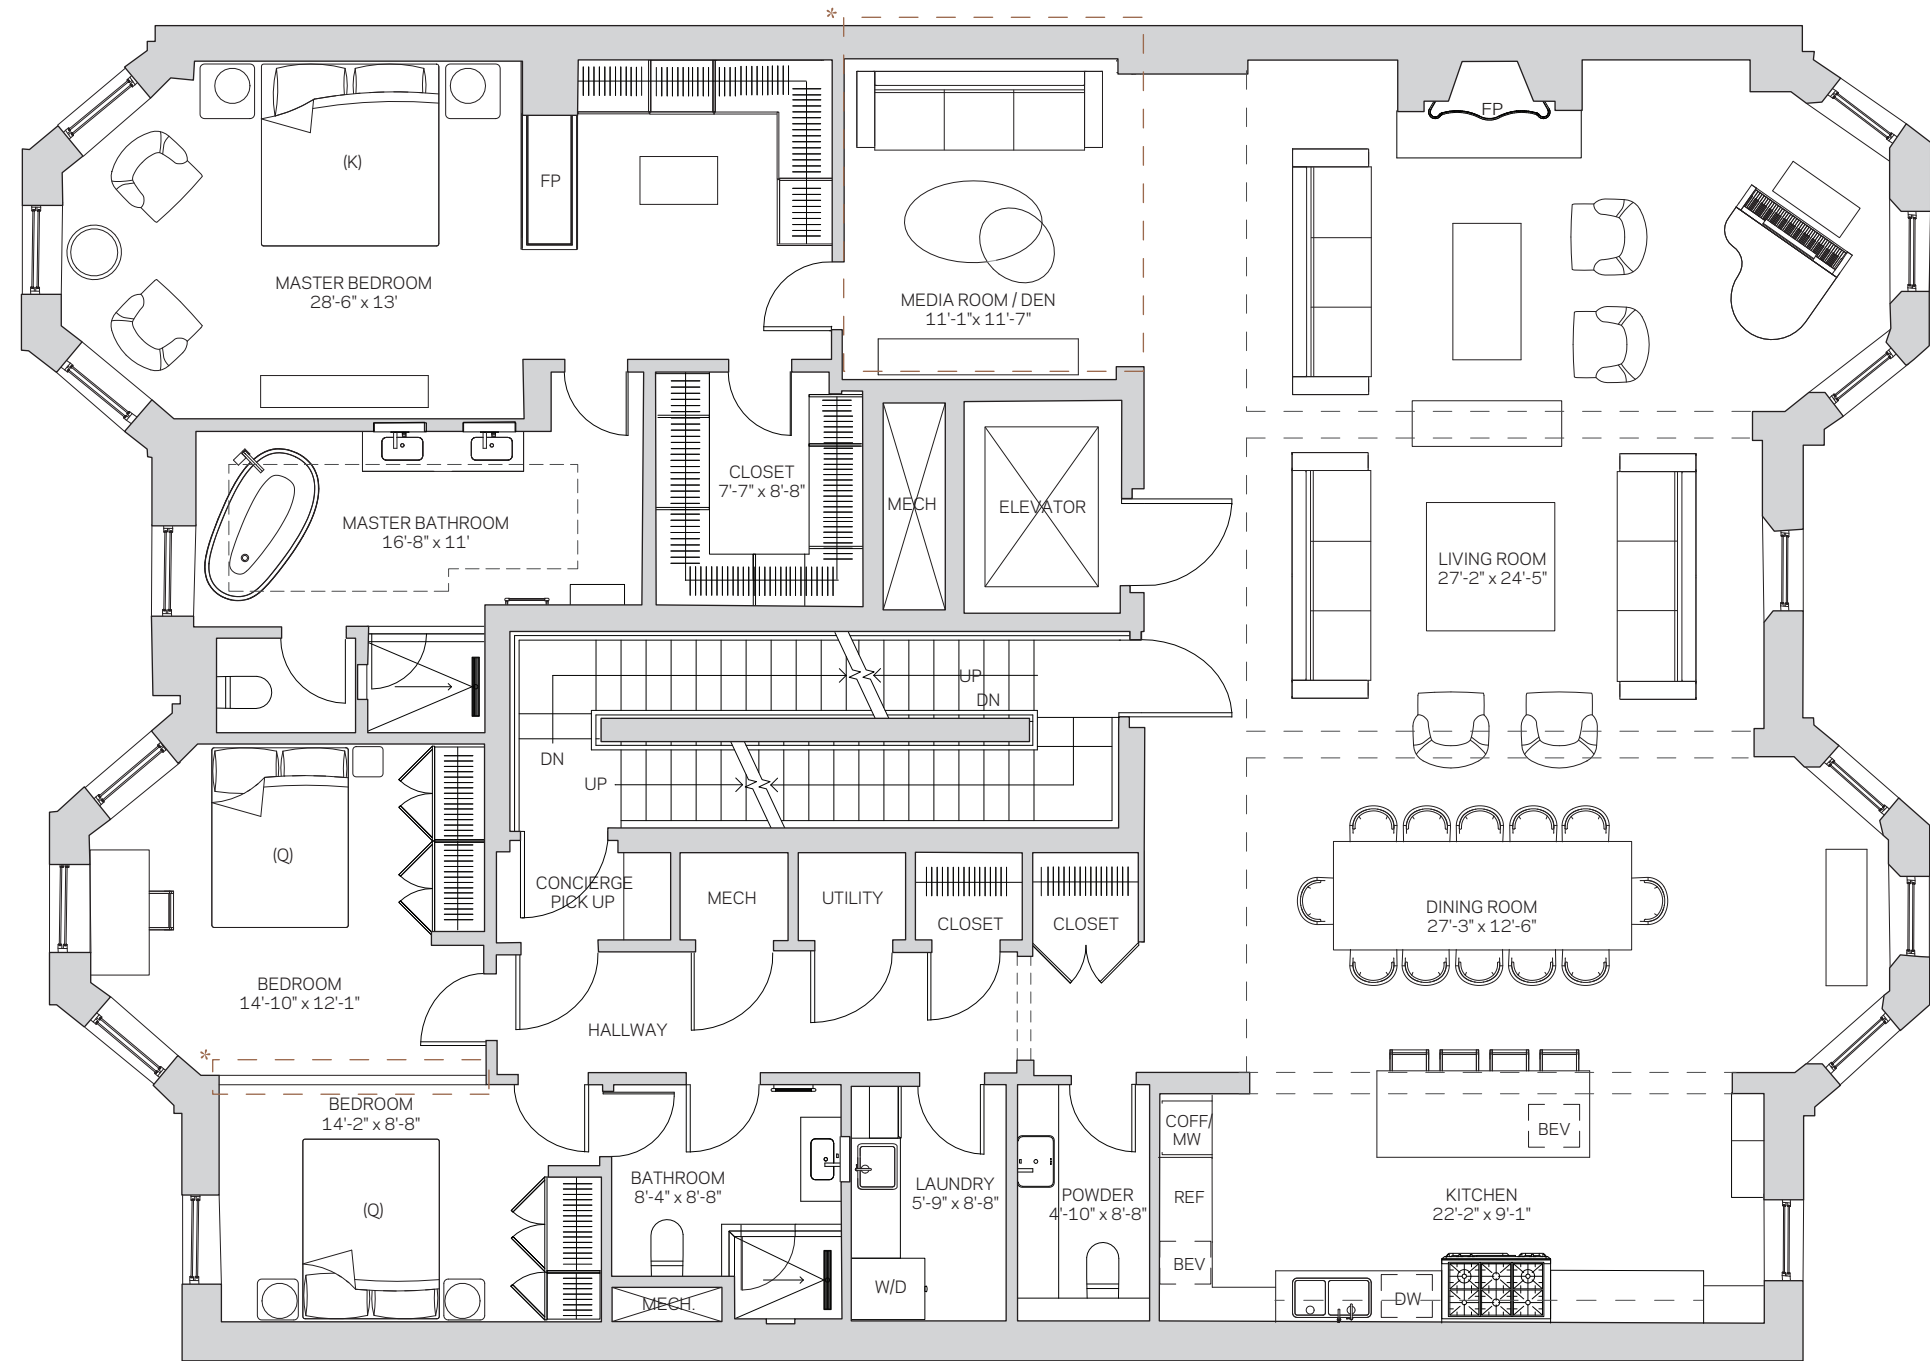 *
FP
(K)
FP
MASTER BEDROOM
28'-6" x 13'
MEDIA ROOM / DEN
11'-1"x 11'-7"
CLOSET
7'-7" x 8'-8"
MECH
ELEVATOR
MASTER BATHROOM
16'-8" x 11'
LIVING ROOM
27'-2" x 24'-5"
UP
DN
DN
UP
(Q)
CONCIERGE
PICK UP
MECH
UTILITY
CLOSET
CLOSET
DINING ROOM
27'-3" x 12'-6"
BEDROOM
14'-10" x 12'-1"
HALLWAY
*
BEDROOM
14'-2" x 8'-8"
COFF/
MW
BEV
BATHROOM
8'-4" x 8'-8"
LAUNDRY
5'-9" x 8'-8"
POWDER
4'-10" x 8'-8"
REF
KITCHEN
22'-2" x 9'-1"
(Q)
BEV
W/D
MECH.
DW